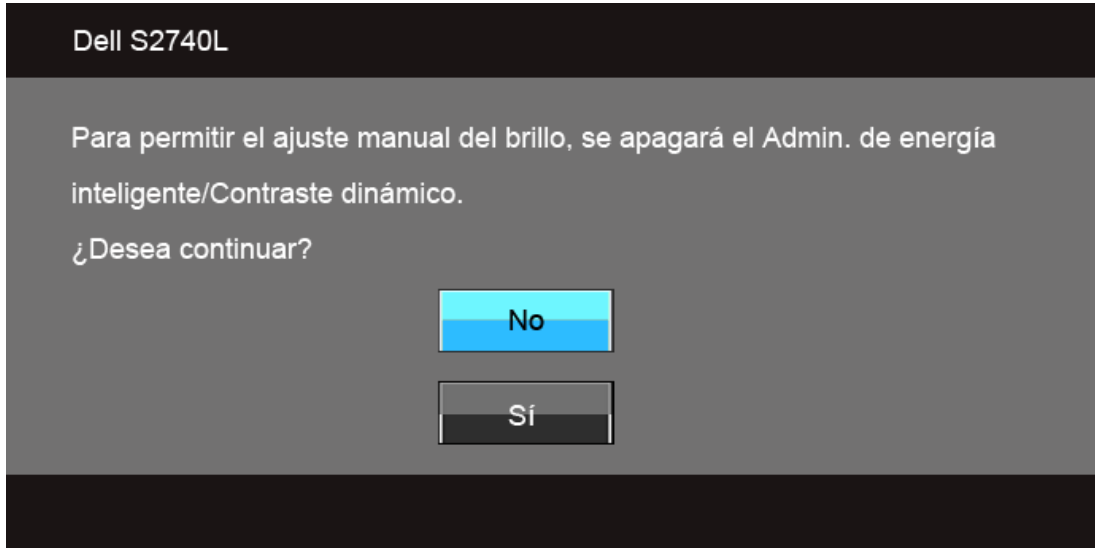 Dell S2740L
Para permitir el ajuste manual del brillo, se apagará el Admin. de energía
inteligente/Contraste dinámico.
¿Desea continuar?
No
Sí